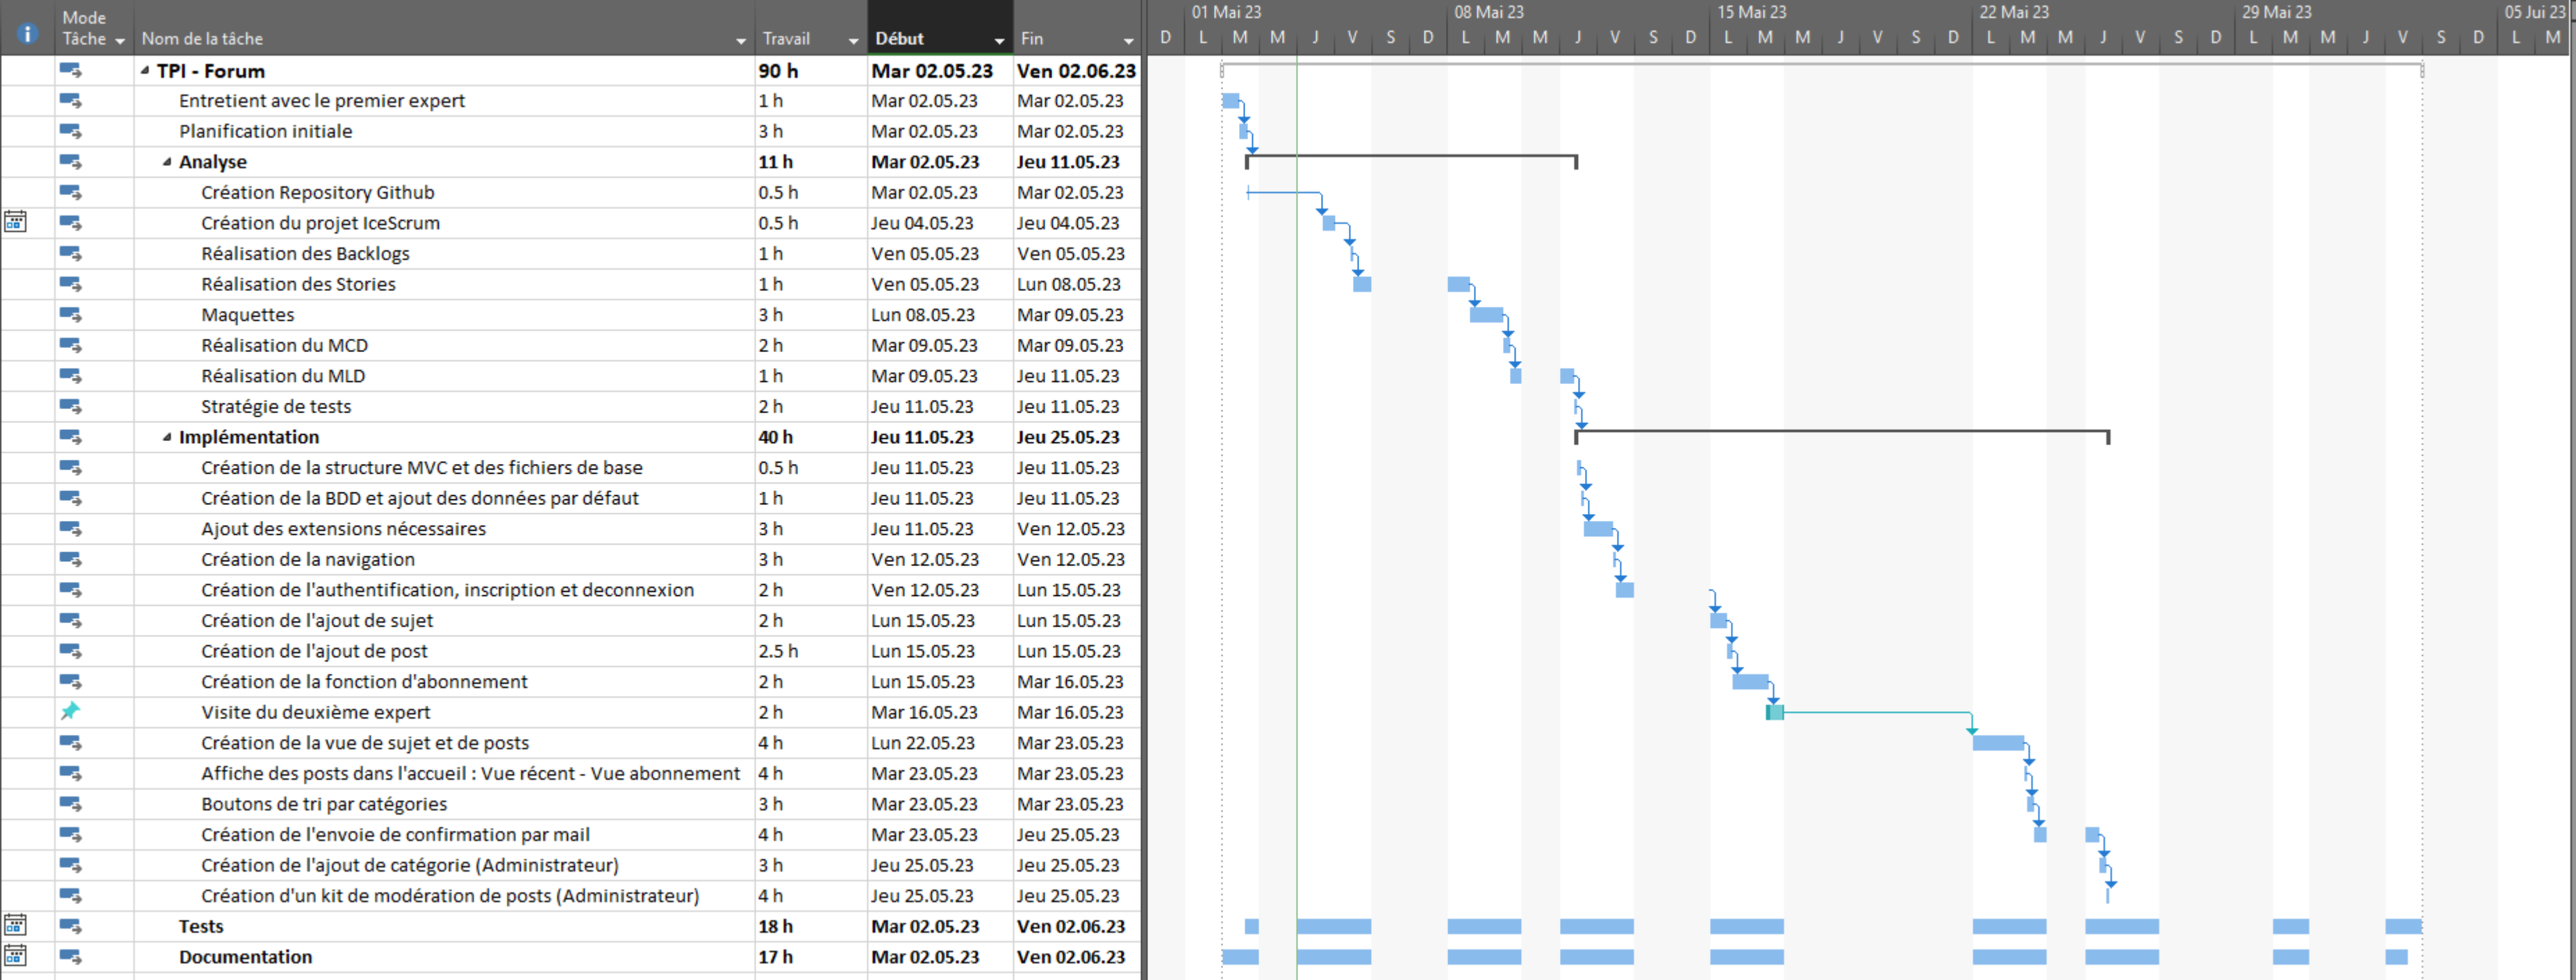 01 Mai 23 08 Mai 23 15 Mai 23 22 Mai 23 29 Mai 23 05 Jui 23
Mode Tâche Nom de la tâche Travail Début Fin D L M M J V S D L M M J V S D L M M J V S D L M M J V S D L M M J V S D L M
TPI - Forum 90 h Mar 02.05.23 Ven 02.06.23
Entretient avec le premier expert 1 h Mar 02.05.23 Mar 02.05.23
Planification initiale 3 h Mar 02.05.23 Mar 02.05.23
Analyse 11 h Mar 02.05.23 Jeu 11.05.23
Création Repository Github 0.5 h Mar 02.05.23 Mar 02.05.23
Création du projet IceScrum 0.5 h Jeu 04.05.23 Jeu 04.05.23
Réalisation des Backlogs 1 h Ven 05.05.23 Ven 05.05.23
Réalisation des Stories 1 h Ven 05.05.23 Lun 08.05.23
Maquettes 3 h Lun 08.05.23 Mar 09.05.23
Réalisation du MCD 2 h Mar 09.05.23 Mar 09.05.23
Réalisation du MLD 1 h Mar 09.05.23 Jeu 11.05.23
Stratégie de tests 2 h Jeu 11.05.23 Jeu 11.05.23
Implémentation 40 h Jeu 11.05.23 Jeu 25.05.23
Création de la structure MVC et des fichiers de base 0.5 h Jeu 11.05.23 Jeu 11.05.23
Création de la BDD et ajout des données par défaut 1 h Jeu 11.05.23 Jeu 11.05.23
Ajout des extensions nécessaires 3 h Jeu 11.05.23 Ven 12.05.23
Création de la navigation 3 h Ven 12.05.23 Ven 12.05.23
Création de l'authentification, inscription et deconnexion 2 h Ven 12.05.23 Lun 15.05.23
Création de l'ajout de sujet 2 h Lun 15.05.23 Lun 15.05.23
Création de l'ajout de post 2.5 h Lun 15.05.23 Lun 15.05.23
Création de la fonction d'abonnement 2 h Lun 15.05.23 Mar 16.05.23
Visite du deuxième expert 2 h Mar 16.05.23 Mar 16.05.23
Création de la vue de sujet et de posts 4 h Lun 22.05.23 Mar 23.05.23
Affiche des posts dans l'accueil : Vue récent - Vue abonnement 4 h Mar 23.05.23 Mar 23.05.23
Boutons de tri par catégories 3 h Mar 23.05.23 Mar 23.05.23
Création de l'envoie de confirmation par mail 4 h Mar 23.05.23 Jeu 25.05.23
Création de l'ajout de catégorie (Administrateur) 3 h Jeu 25.05.23 Jeu 25.05.23
Création d'un kit de modération de posts (Administrateur) 4 h Jeu 25.05.23 Jeu 25.05.23
Tests 18 h Mar 02.05.23 Ven 02.06.23
Documentation 17 h Mar 02.05.23 Ven 02.06.23